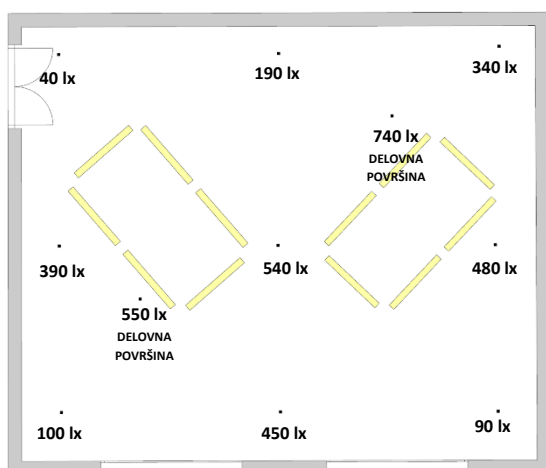 40 lx
190 lx
340 lx
740 lx
DELOVNA
POVRŠINA
390 lx
540 lx
480 lx
550 lx
DELOVNA
POVRŠINA
100 lx
450 lx
90 lx